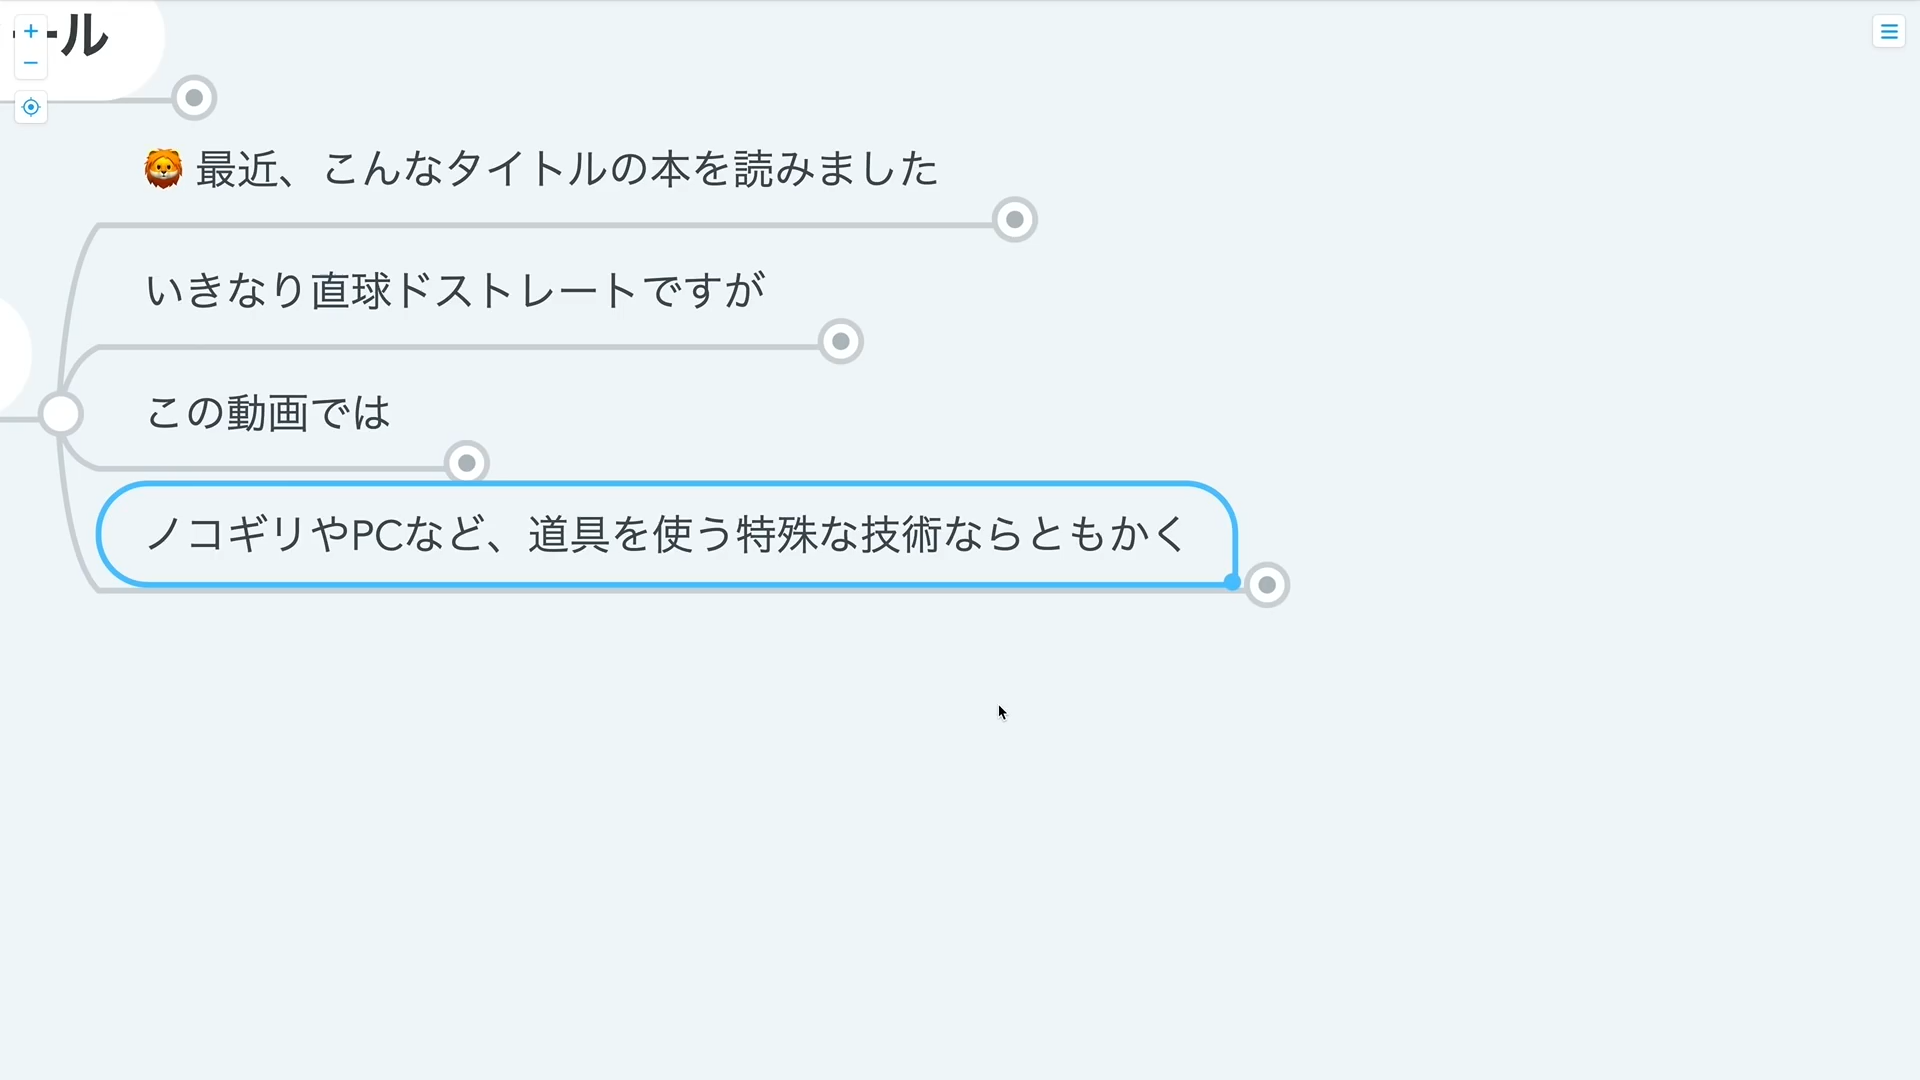 ール
🦁 最近、こんなタイトルの本を読みました
いきなり直球ドストレートですが
この動画では
ノコギリやPCなど、道具を使う特殊な技術ならともかく